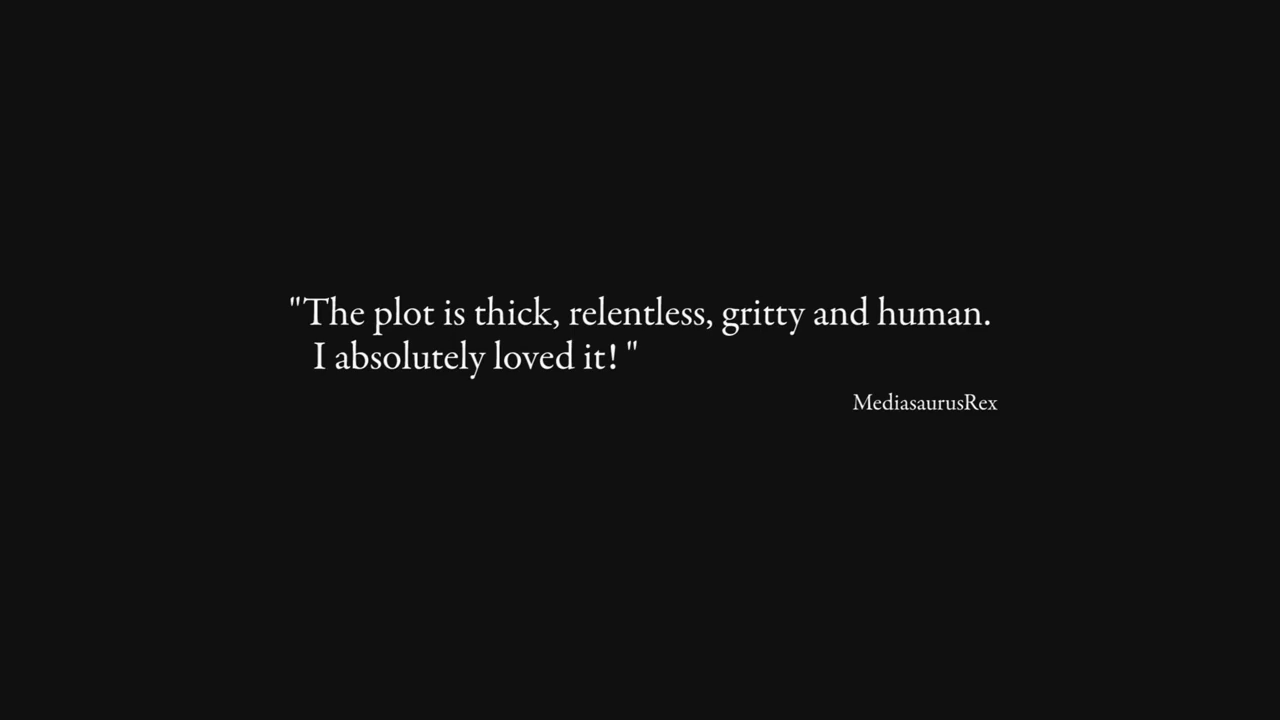 "The plot is thick, relentless, gritty and human.
I absolutely loved it! "
MediasaurusRex